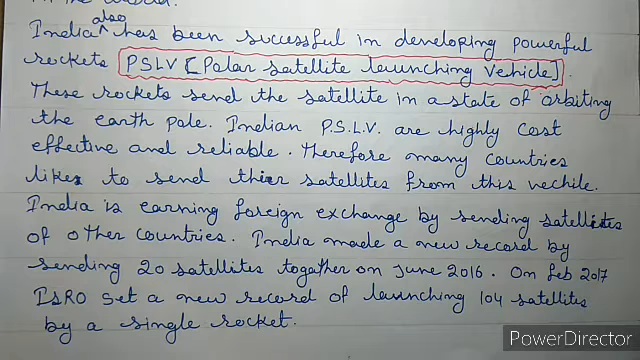 India also has been successful in developing powerful
rockets PSLV [Polar satellite launching Vehicle].
These rockets send the satellite in a state of orbiting
the earth pole. Indian P.S.L.V. are highly cost
effective and reliable. Therefore many countries
likes to send thier satellites from this vechile.
India is earning foreign exchange by sending satellites
of other countries. India made a new record by
sending 20 satellites togather on June 2016. On Feb 2017
ISRO set a new record of launching 104 satellites
by a single rocket.
PowerDirector